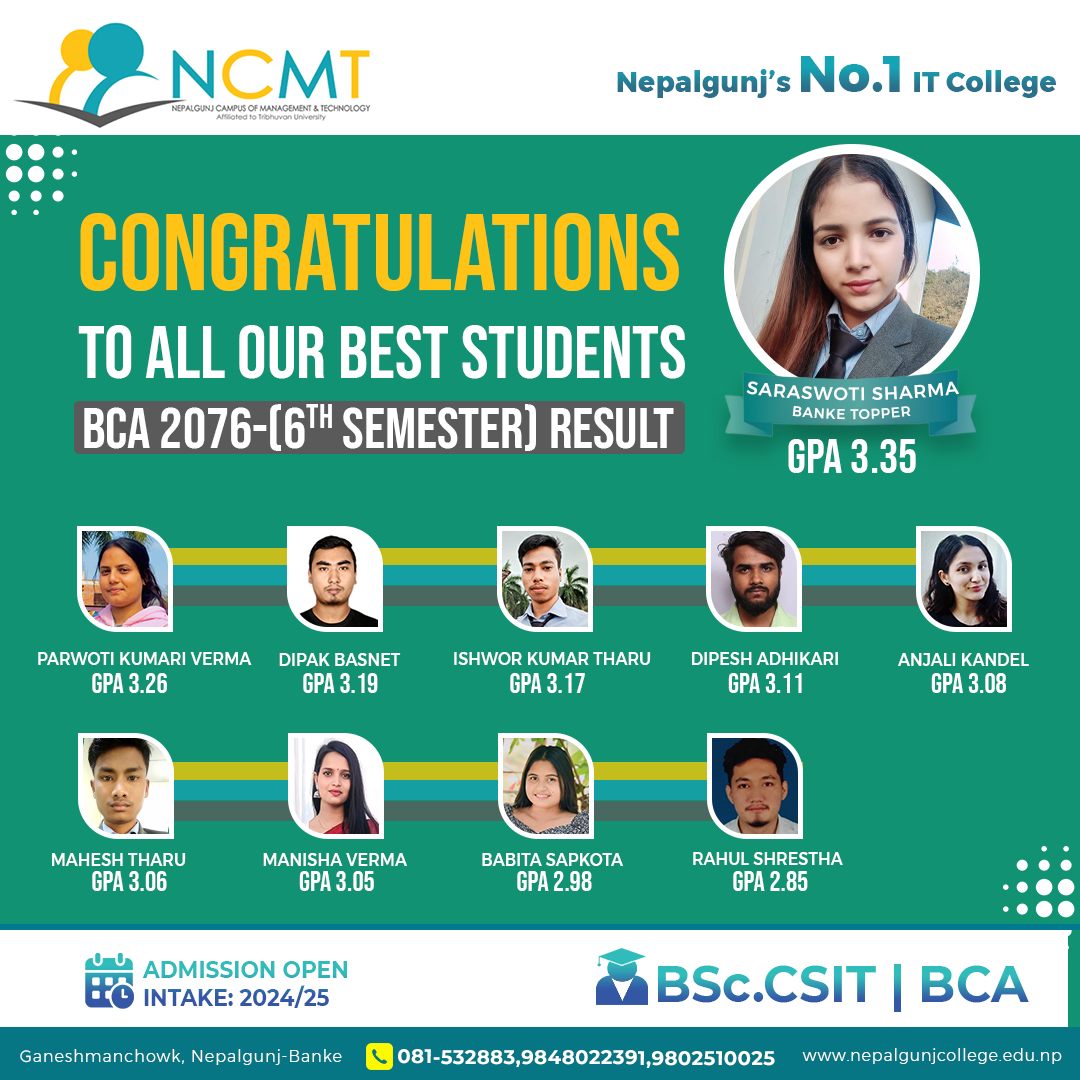 NCMT
NEPALGUNJ CAMPUS OF MANAGEMENT & TECHNOLOGY
Affiliated to Tribhuvan University
Nepalgunj's No.1 IT College
CONGRATULATIONS
TO ALL OUR BEST STUDENTS
BCA 2076-(6TH SEMESTER) RESULT
SARASWOTI SHARMA
BANKE TOPPER
GPA 3.35
PARWOTI KUMARI VERMA
GPA 3.26
DIPAK BASNET
GPA 3.19
ISHWOR KUMAR THARU
GPA 3.17
DIPESH ADHIKARI
GPA 3.11
ANJALI KANDEL
GPA 3.08
MAHESH THARU
GPA 3.06
MANISHA VERMA
GPA 3.05
BABITA SAPKOTA
GPA 2.98
RAHUL SHRESTHA
GPA 2.85
ADMISSION OPEN
INTAKE: 2024/25
BSc.CSIT | BCA
Ganeshmanchowk, Nepalgunj-Banke
081-532883,9848022391,9802510025
www.nepalgunjcollege.edu.np